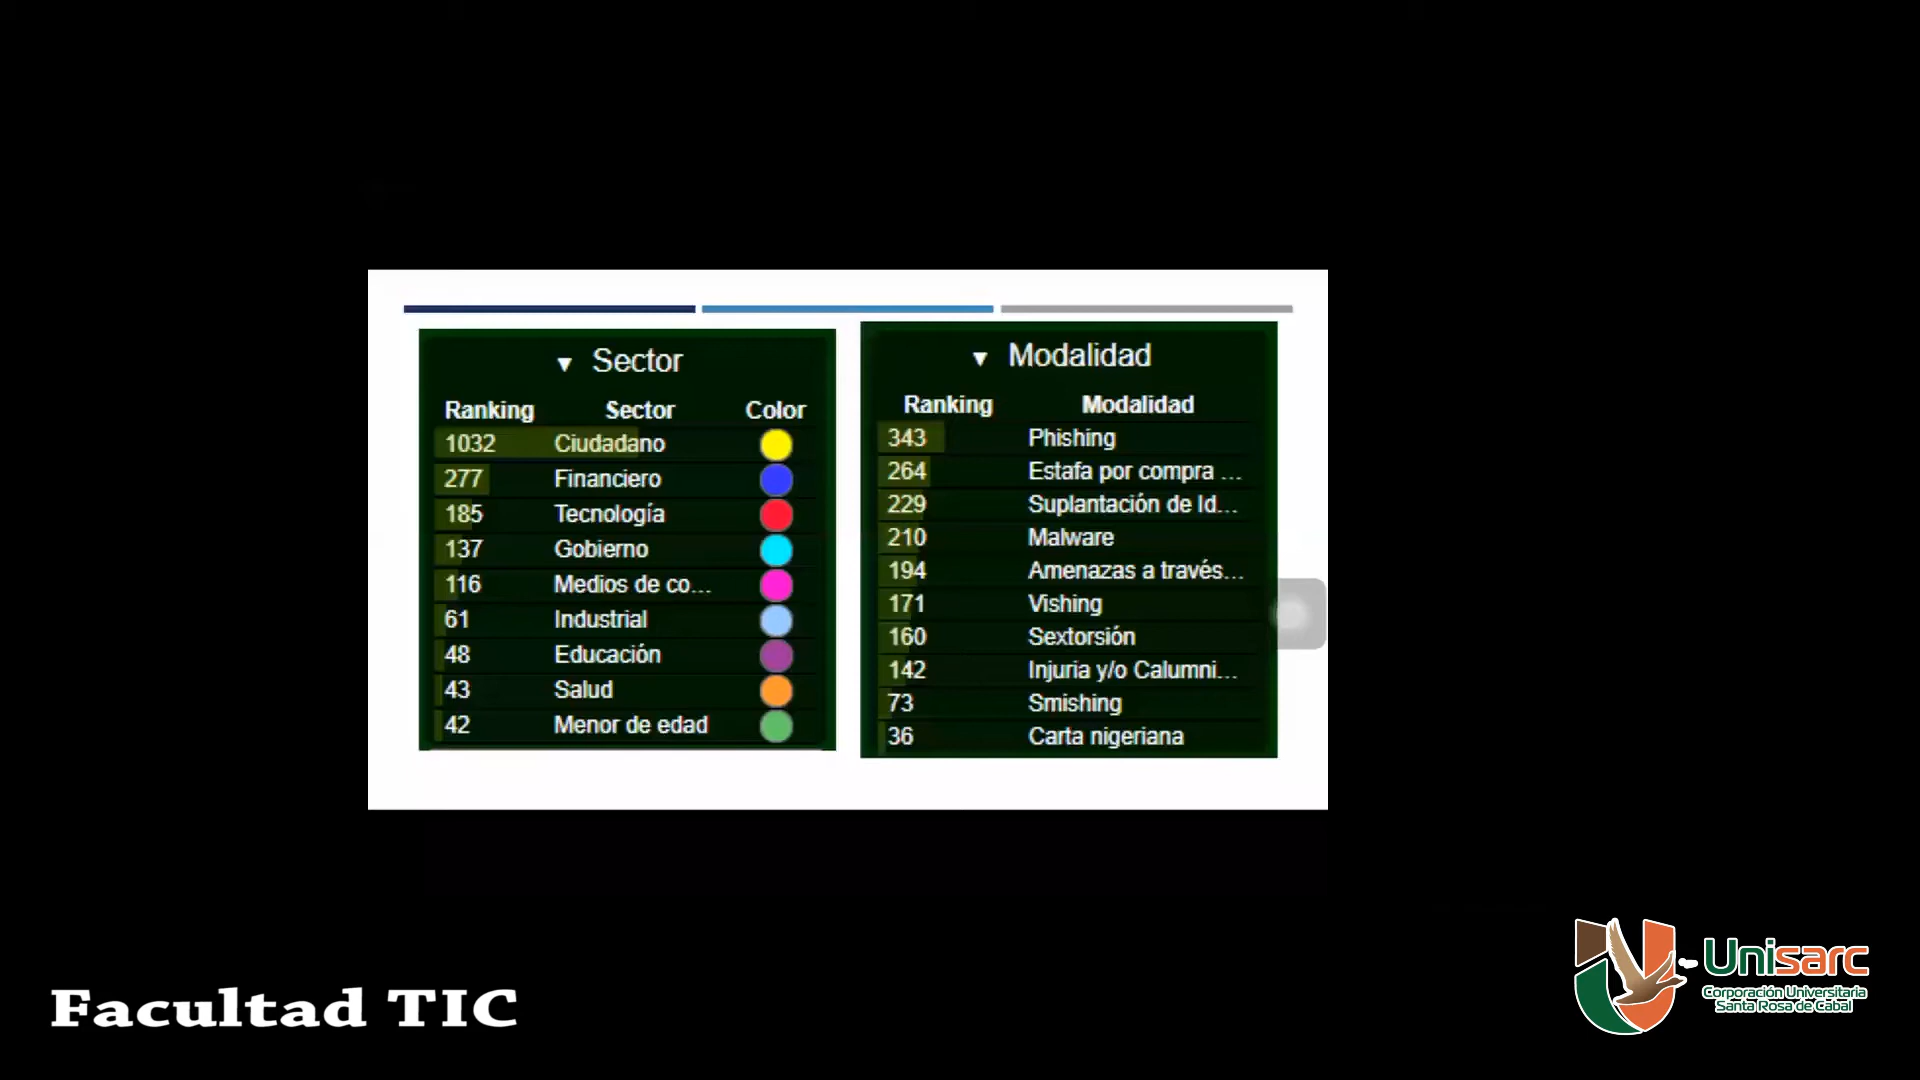 ▼ Sector
Ranking Sector Color
1032 Ciudadano
277 Financiero
185 Tecnología
137 Gobierno
116 Medios de co...
61 Industrial
48 Educación
43 Salud
42 Menor de edad
▼ Modalidad
Ranking Modalidad
343 Phishing
264 Estafa por compra ...
229 Suplantación de Id...
210 Malware
194 Amenazas a través...
171 Vishing
160 Sextorsión
142 Injuria y/o Calumni...
73 Smishing
36 Carta nigeriana
Facultad TIC
Unisarc
Corporación Universitaria
Santa Rosa de Cabal